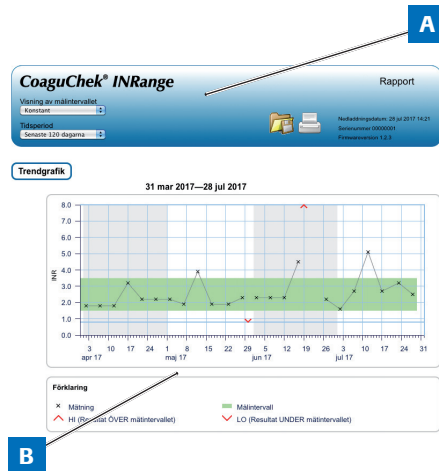 A
CoaguChek® INRange
Rapport
Visning av målintervallet
Konstant
Tidsperiod
Senaste 120 dagarna
Nedladdningsdatum: 28 jul 2017 14:21
Serienummer 00000001
Firmwareversion 1.2.3
Trendgrafik
31 mar 2017—28 jul 2017
INR
8.0
7.0
6.0
5.0
4.0
3.0
2.0
1.0
0.0
3 10 17 24 1 8 15 22 29 5 12 19 26 3 10 17 24 31
apr 17 maj 17 jun 17 jul 17
Förklaring
Mätning
Målintervall
HI (Resultat ÖVER mätintervallet)
LO (Resultat UNDER mätintervallet)
B